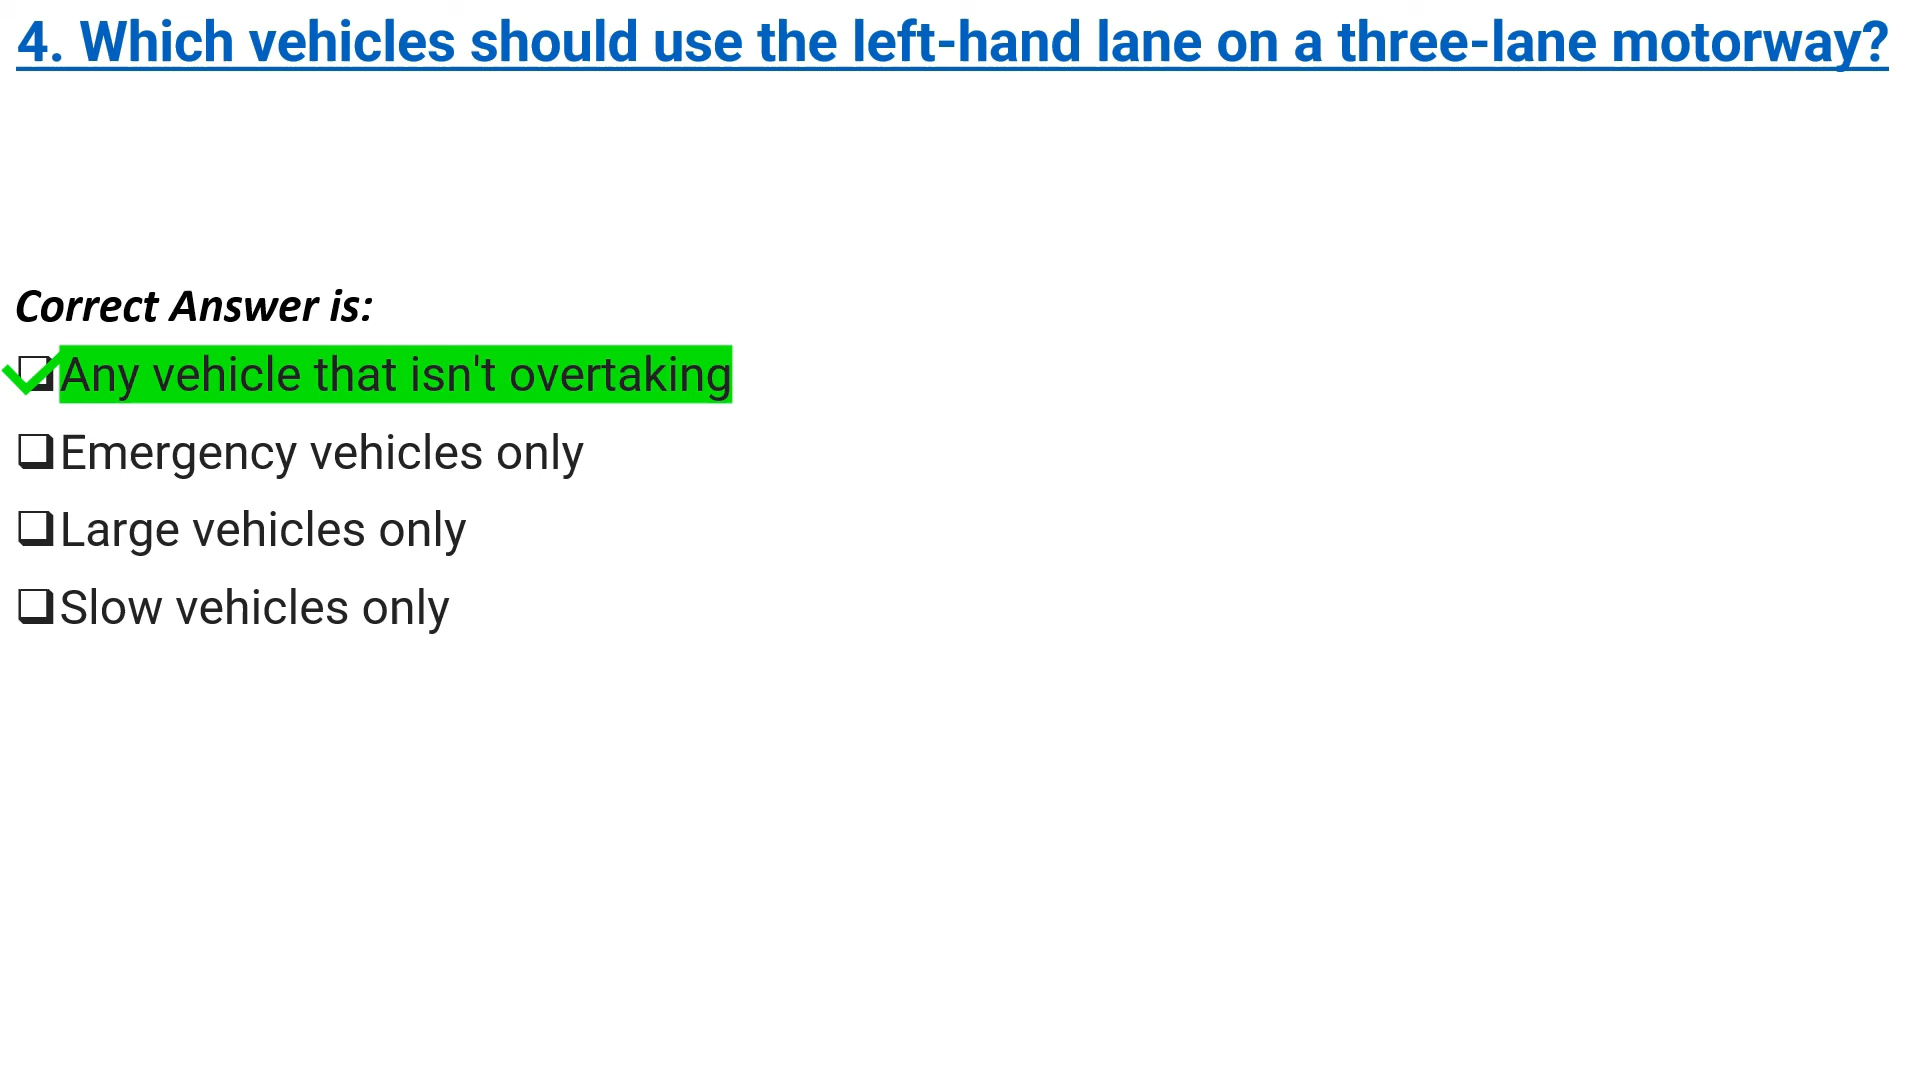 4. Which vehicles should use the left-hand lane on a three-lane motorway?
Correct Answer is:
Any vehicle that isn't overtaking
Emergency vehicles only
Large vehicles only
Slow vehicles only